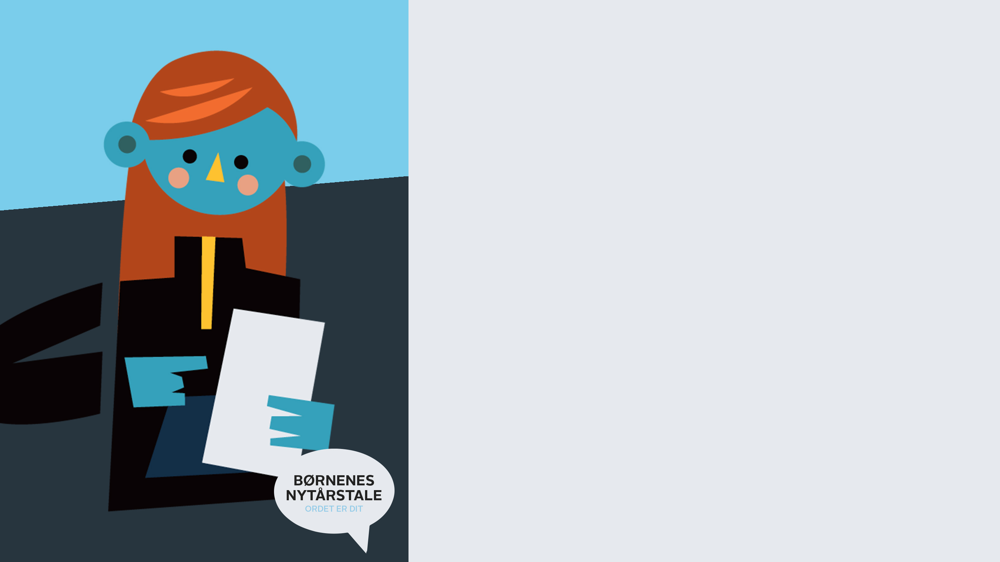 BØRNENES
NYTÅRSTALE
ORDET ER DIT